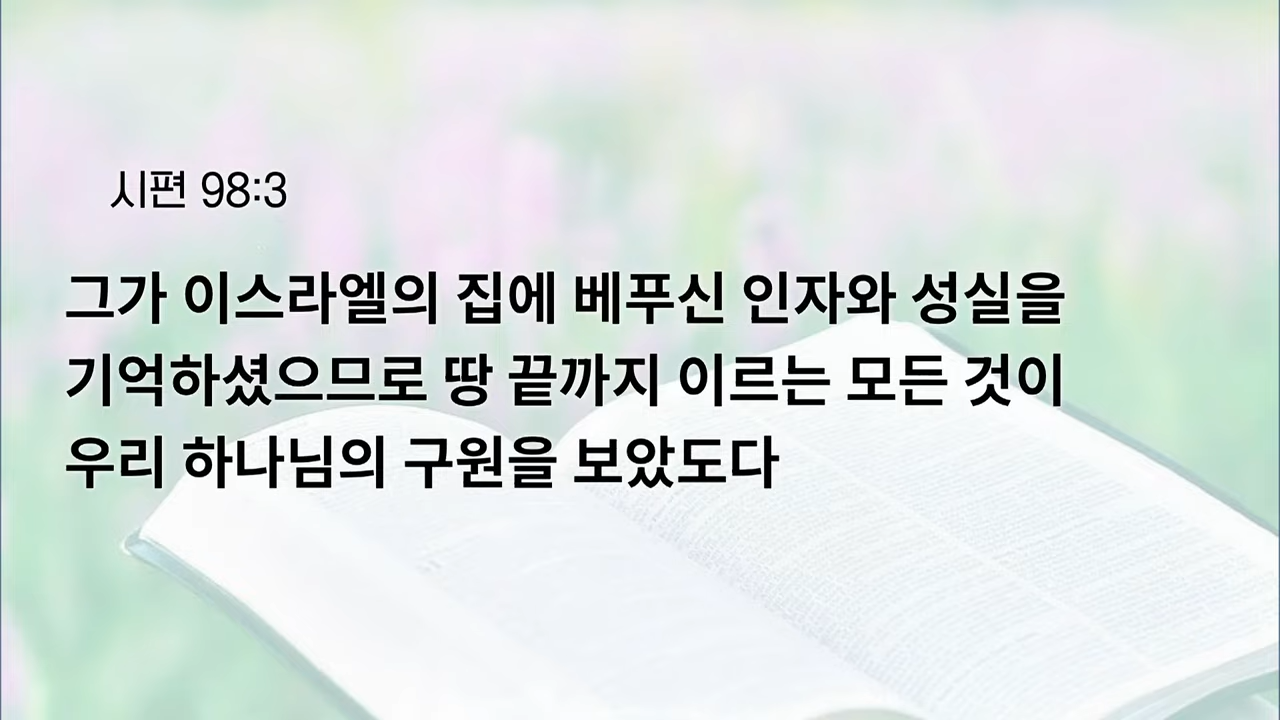 시편 98:3
그가 이스라엘의 집에 베푸신 인자와 성실을
기억하셨으므로 땅 끝까지 이르는 모든 것이
우리 하나님의 구원을 보았도다